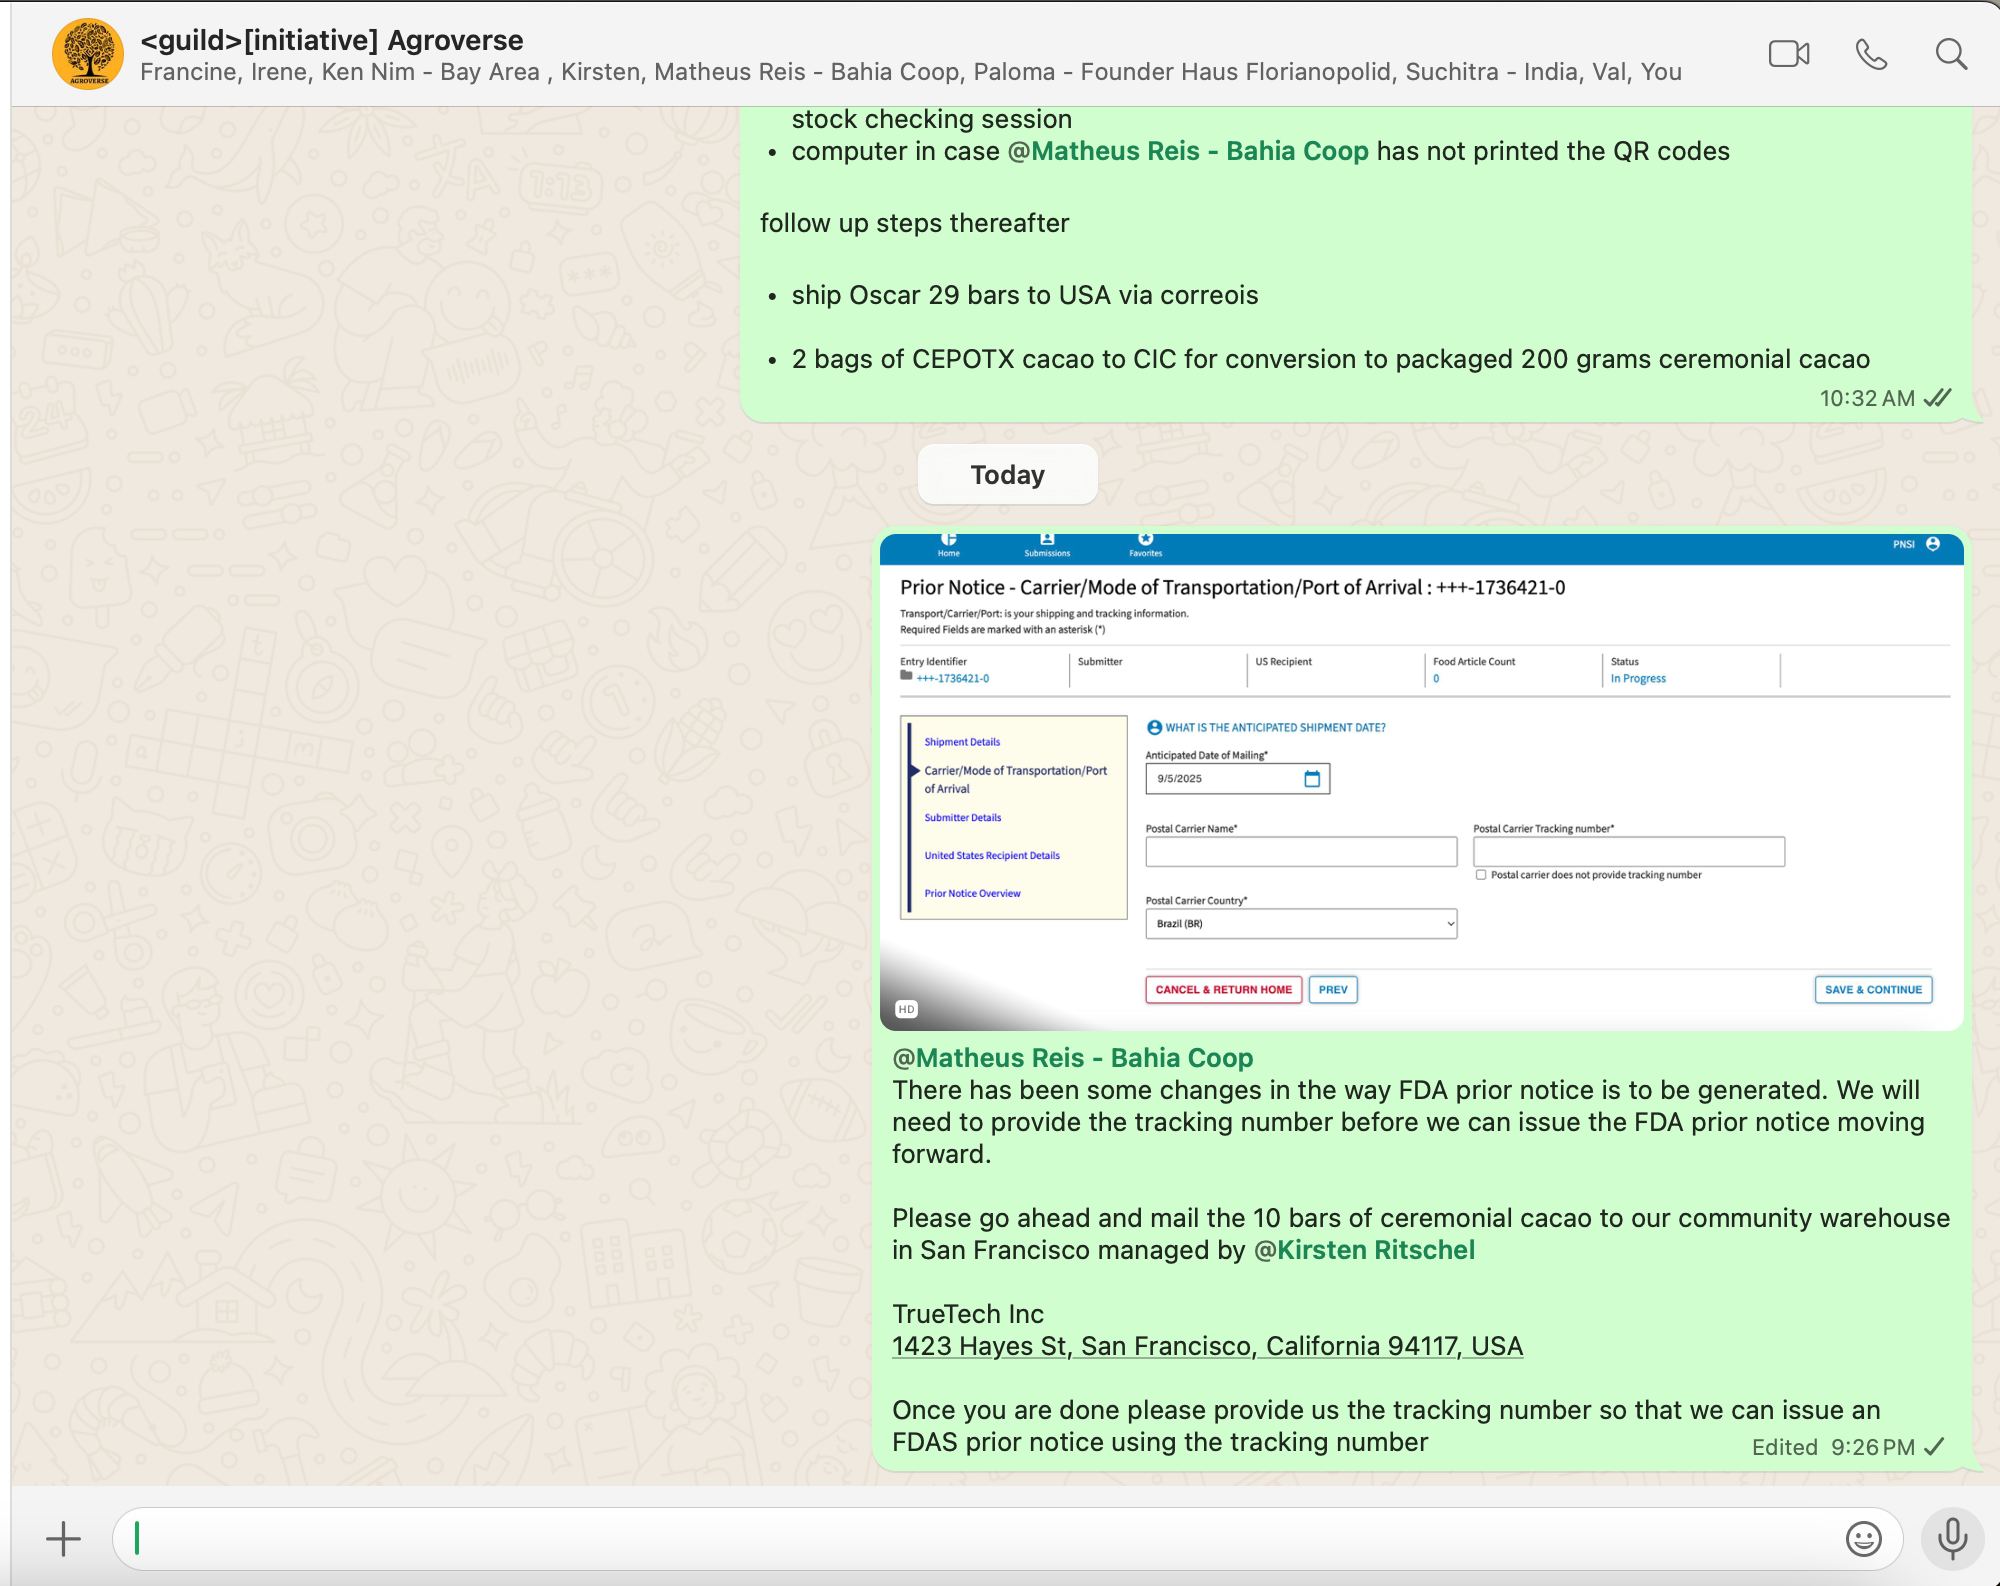 <guild>[initiative] Agroverse
Francine, Irene, Ken Nim - Bay Area , Kirsten, Matheus Reis - Bahia Coop, Paloma - Founder Haus Florianopolid, Suchitra - India, Val, You
AGROVERSE
stock checking session
• computer in case @Matheus Reis - Bahia Coop has not printed the QR codes
follow up steps thereafter
• ship Oscar 29 bars to USA via correois
• 2 bags of CEPOTX cacao to CIC for conversion to packaged 200 grams ceremonial cacao
10:32 AM
Today
Home
Submissions
Favorites
PNSI
Prior Notice - Carrier/Mode of Transportation/Port of Arrival : +++-1736421-0
Transport/Carrier/Port: is your shipping and tracking information.
Required Fields are marked with an asterisk (*)
Entry Identifier
+++-1736421-0
Submitter
US Recipient
Food Article Count
0
Status
In Progress
Shipment Details
Carrier/Mode of Transportation/Port
of Arrival
Submitter Details
United States Recipient Details
Prior Notice Overview
WHAT IS THE ANTICIPATED SHIPMENT DATE?
Anticipated Date of Mailing*
9/5/2025
Postal Carrier Name*
Postal Carrier Tracking number*
Postal carrier does not provide tracking number
Postal Carrier Country*
Brazil (BR)
CANCEL & RETURN HOME
PREV
SAVE & CONTINUE
HD
@Matheus Reis - Bahia Coop
There has been some changes in the way FDA prior notice is to be generated. We will
need to provide the tracking number before we can issue the FDA prior notice moving
forward.
Please go ahead and mail the 10 bars of ceremonial cacao to our community warehouse
in San Francisco managed by @Kirsten Ritschel
TrueTech Inc
1423 Hayes St, San Francisco, California 94117, USA
Once you are done please provide us the tracking number so that we can issue an
FDAS prior notice using the tracking number
Edited 9:26 PM